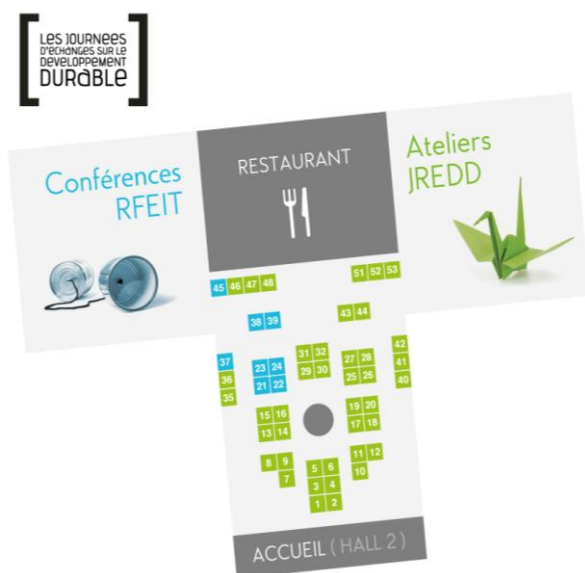 LES JOURNEES
D'ECHANGES SUR LE
DEVELOPPEMENT
DURABLE
Conférences
RFEIT
RESTAURANT
Ateliers
JREDD
45 46 47 48
51 52 53
38 39
43 44
37
36
35
23 24
21 22
31 32
29 30
27 28
25 26
42
41
40
15 16
13 14
19 20
17 18
8 9
7
5 6
3 4
1 2
11 12
10
ACCUEIL ( HALL 2 )